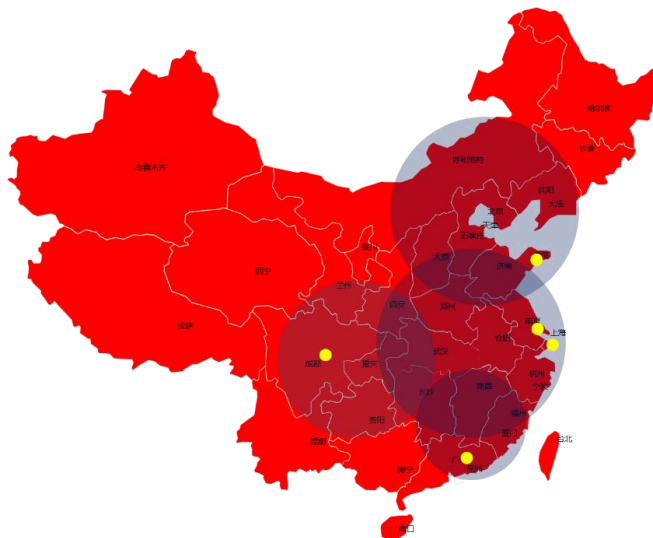 哈尔滨
长春
呼和浩特
乌鲁木齐
沈阳
大连
北京
天津
石家庄
银川
太原
济南
西宁
兰州
西安
郑州
南京
拉萨
上海
合肥
武汉
成都
重庆
杭州
宁波
南昌
长沙
福州
贵阳
厦门
昆明
台北
广
深圳
南宁
海口